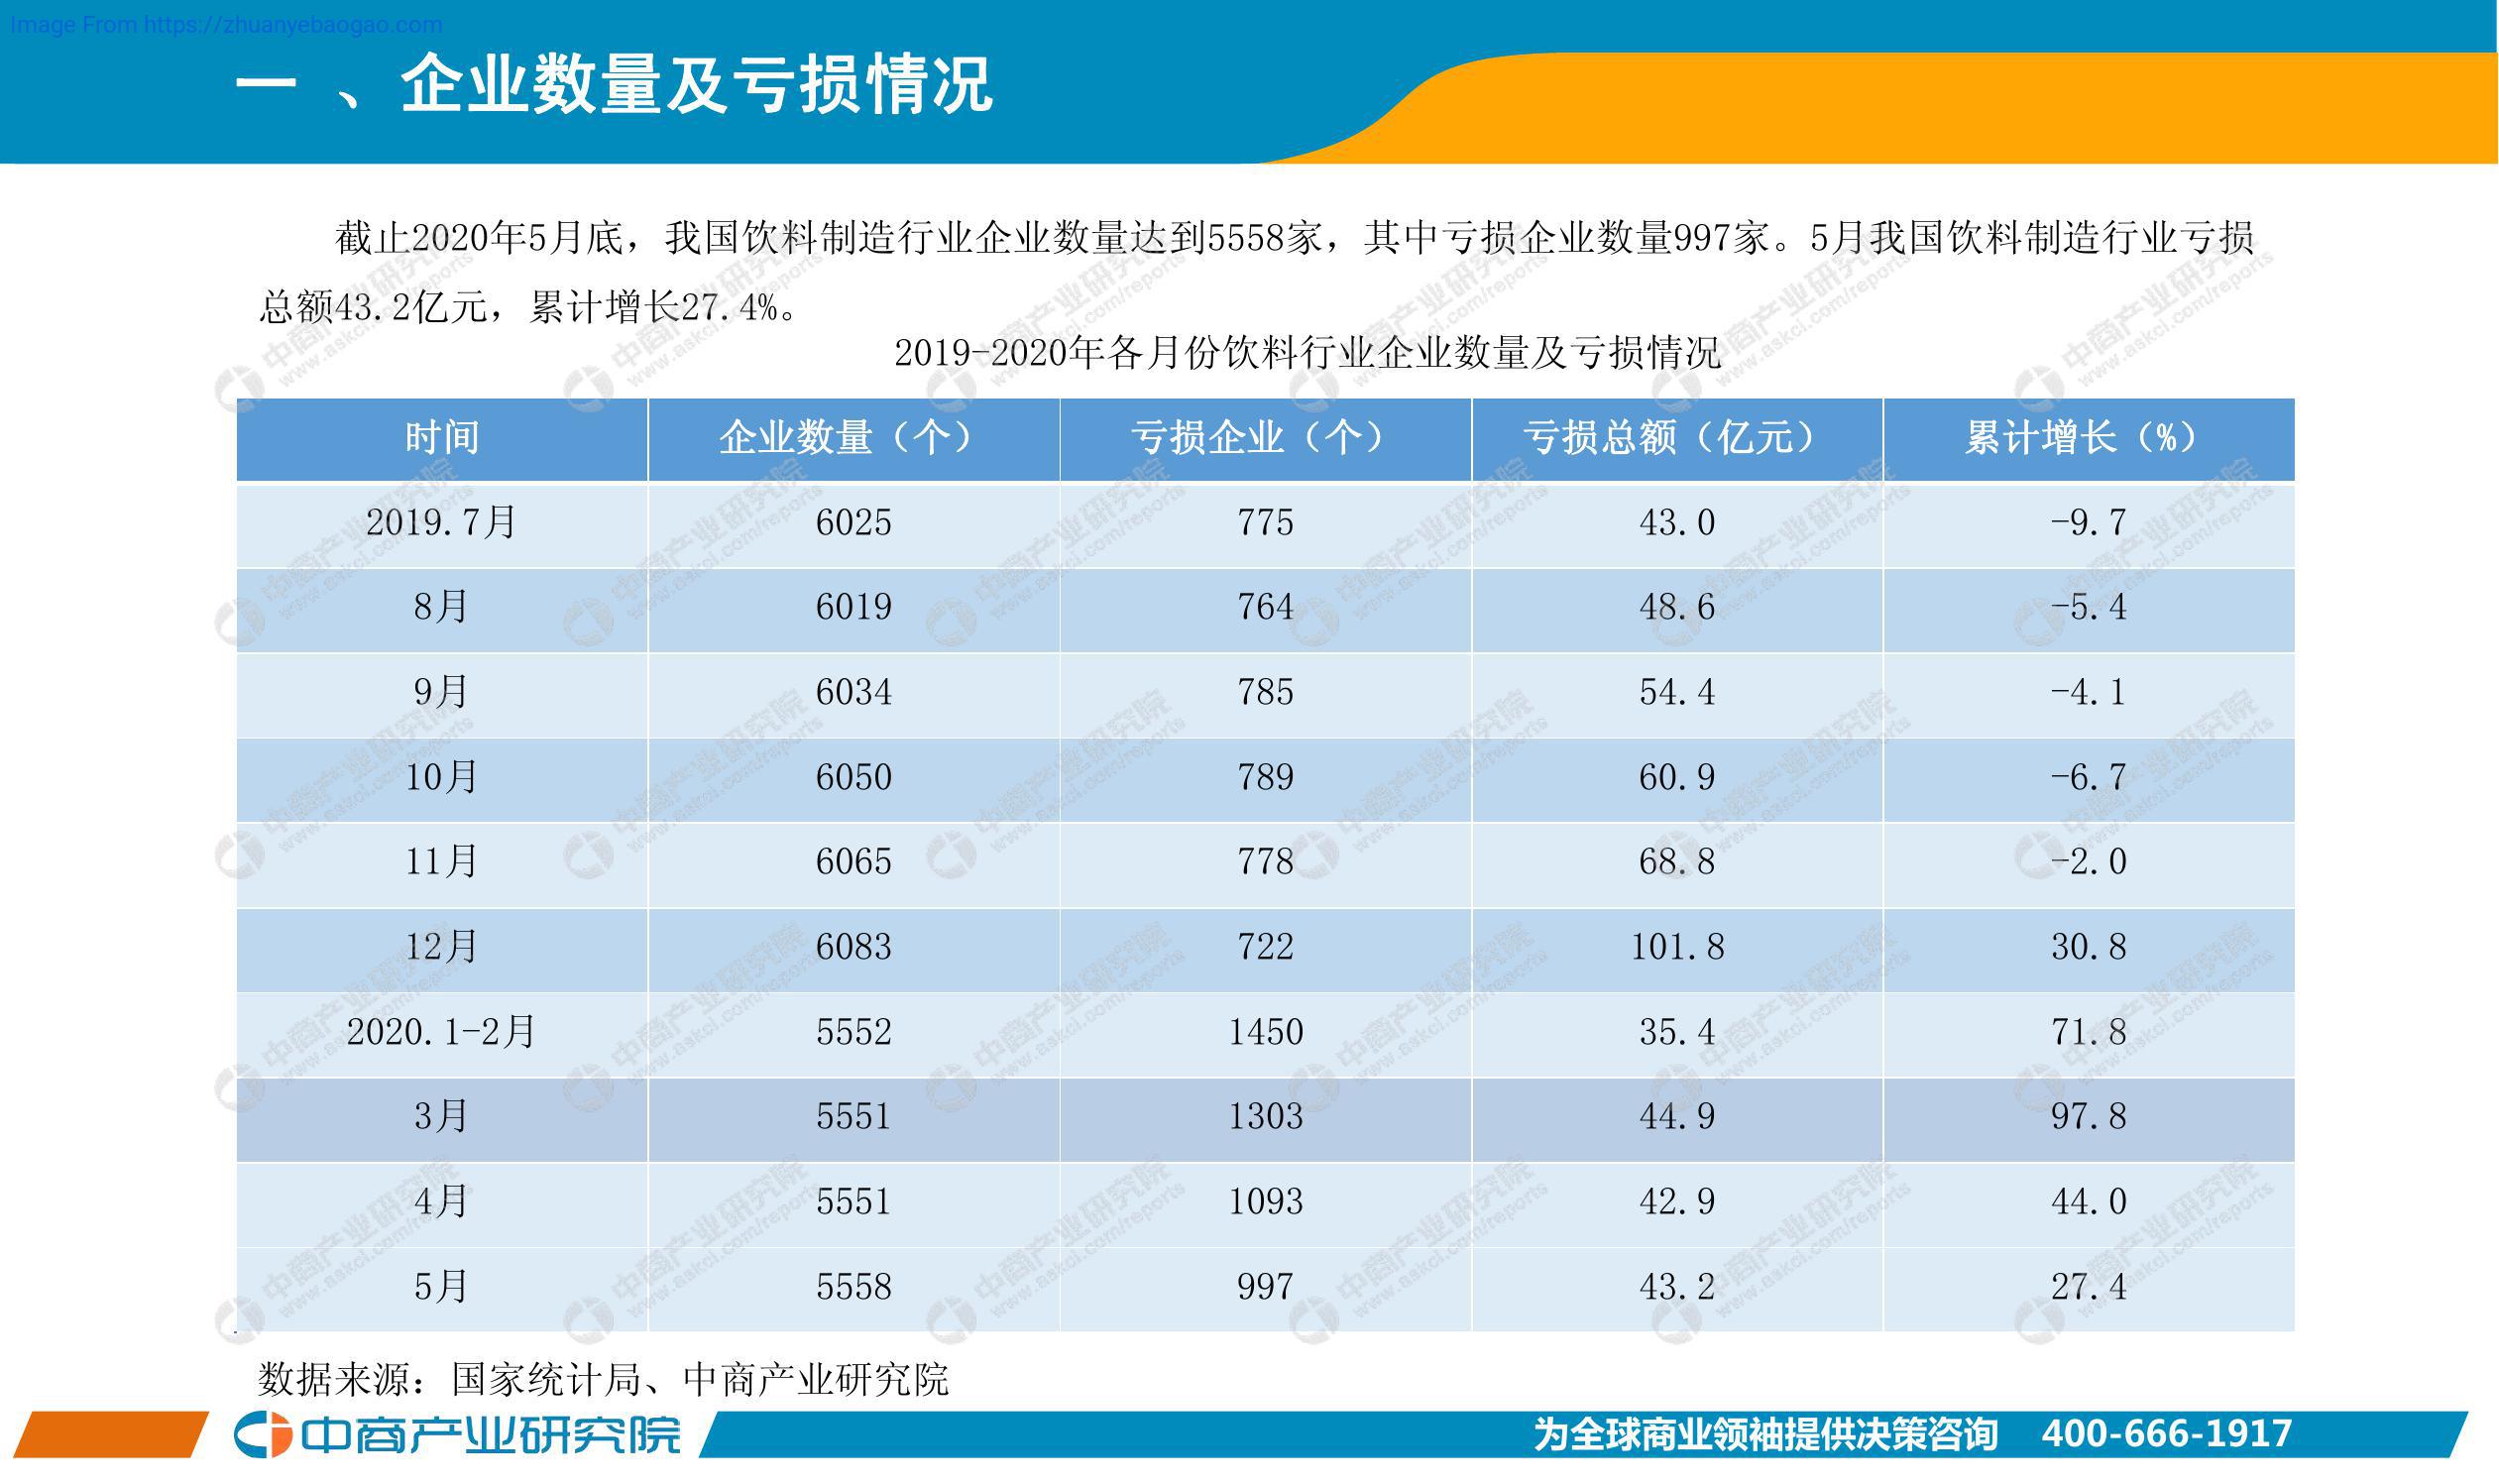 Image From https://zhuanyebaogao.com
一 、企业数量及亏损情况
截止2020年5月底，我国饮料制造行业企业数量达到5558家，其中亏损企业数量997家。5月我国饮料制造行业亏损
总额43.2亿元，累计增长27.4%。
2019-2020年各月份饮料行业企业数量及亏损情况
时间 企业数量（个） 亏损企业（个） 亏损总额（亿元） 累计增长（%）
2019.7月 6025 775 43.0 -9.7
8月 6019 764 48.6 -5.4
9月 6034 785 54.4 -4.1
10月 6050 789 60.9 -6.7
11月 6065 778 68.8 -2.0
12月 6083 722 101.8 30.8
2020.1-2月 5552 1450 35.4 71.8
3月 5551 1303 44.9 97.8
4月 5551 1093 42.9 44.0
5月 5558 997 43.2 27.4
数据来源：国家统计局、中商产业研究院
中商产业研究院 为全球商业领袖提供决策咨询 400-666-1917
中商产业研究院
www.askci.com/reports